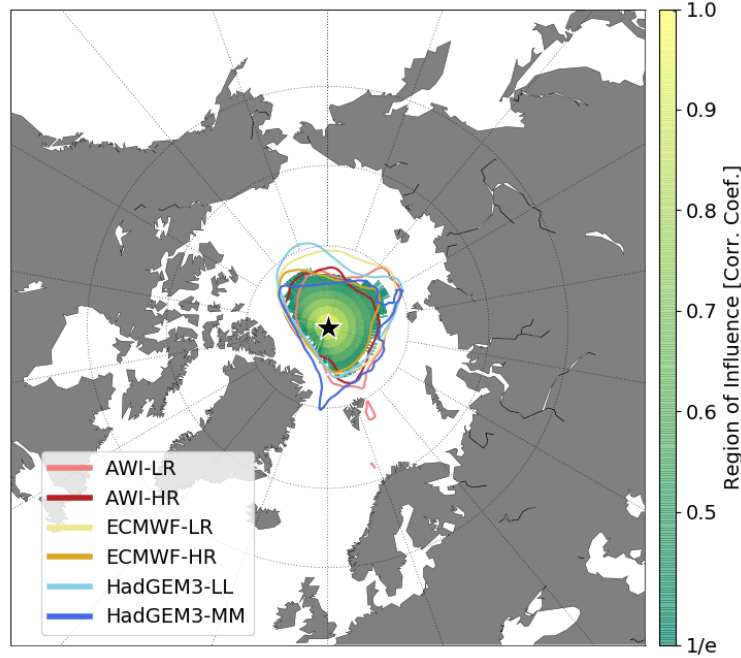 1.0
0.9
0.8
0.7
0.6
0.5
1/e
Region of Influence [Corr. Coef.]
AWI-LR
AWI-HR
ECMWF-LR
ECMWF-HR
HadGEM3-LL
HadGEM3-MM